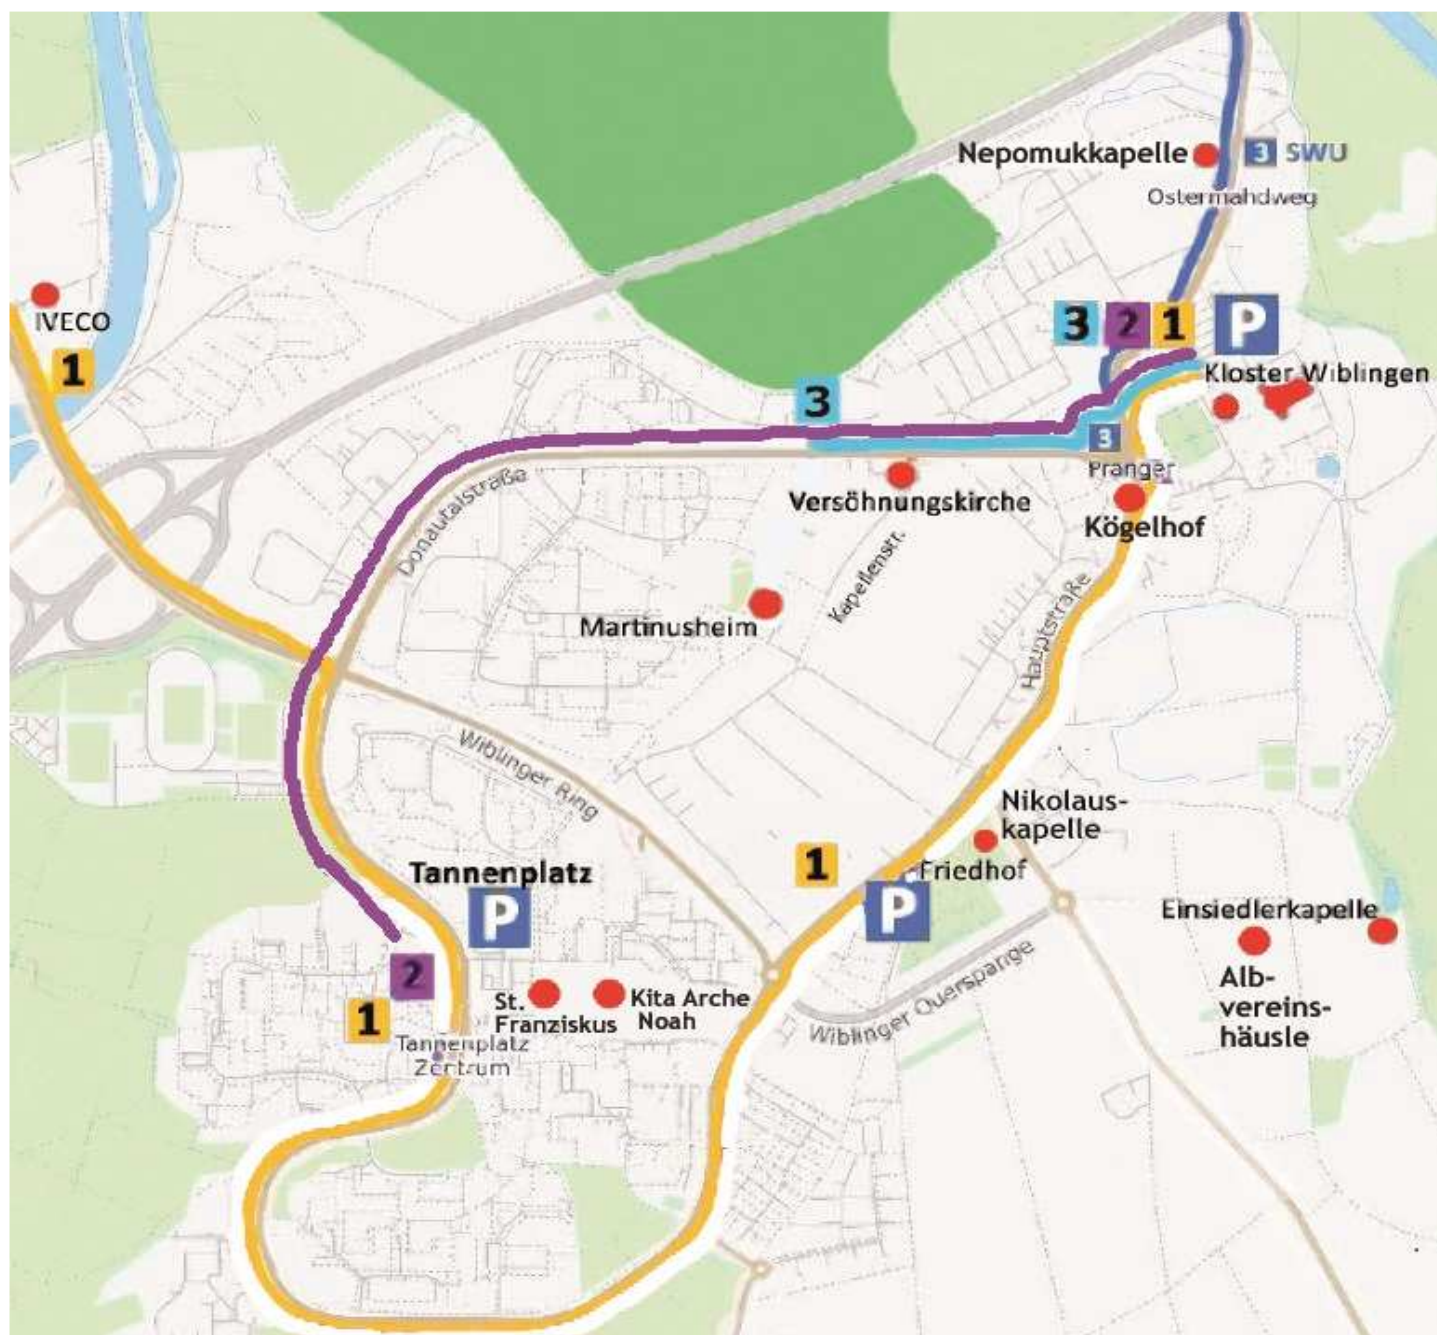 Nepomukkapelle
3 SWU
Ostermahdweg
IVECO
1
3 2 1 P
Kloster Wiblingen
3
3
Pranger
Donautalstraße
Versöhnungskirche
Kögelhof
Kapellenstr.
Martinusheim
Hauptstraße
Wiblinger Ring
Nikolaus-
kapelle
1
Friedhof
Tannenplatz
P
P
Einsiedlerkapelle
2
St.
Franziskus
Kita Arche
Noah
Alb-
vereins-
häusle
1
Wiblinger Querspange
Tannenplatz
Zentrum